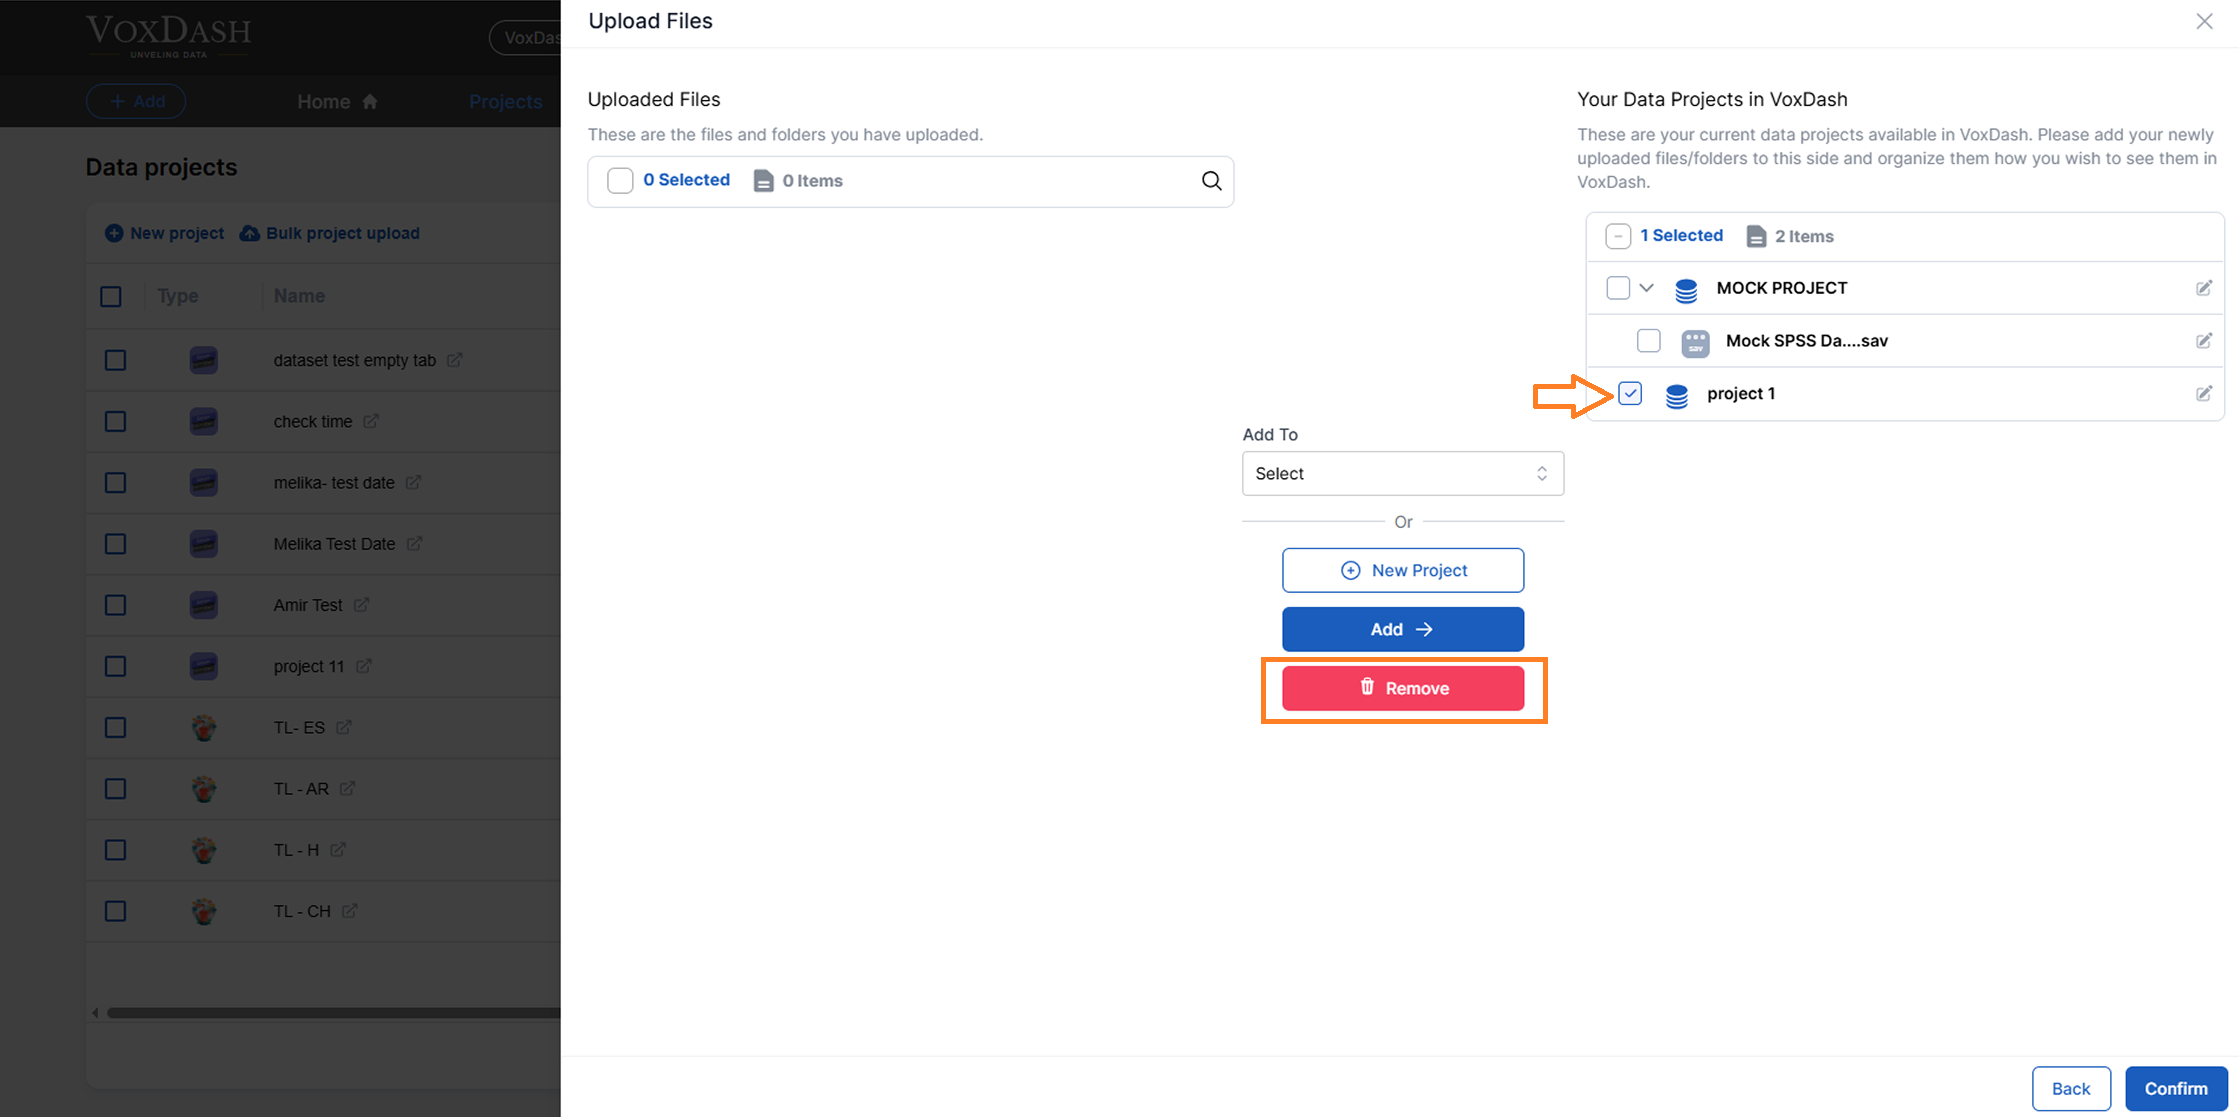 VOXDASH
UNVELING DATA
VoxDas
+ Add
Home
Projects
Data projects
New project
Bulk project upload
Type
Name
dataset test empty tab
check time
melika- test date
Melika Test Date
Amir Test
project 11
TL- ES
TL - AR
TL - H
TL - CH
Upload Files
Uploaded Files
These are the files and folders you have uploaded.
0 Selected
0 Items
Add To
Select
Or
New Project
Add
Remove
Your Data Projects in VoxDash
These are your current data projects available in VoxDash. Please add your newly
uploaded files/folders to this side and organize them how you wish to see them in
VoxDash.
1 Selected
2 Items
MOCK PROJECT
sav
Mock SPSS Da....sav
project 1
Back
Confirm